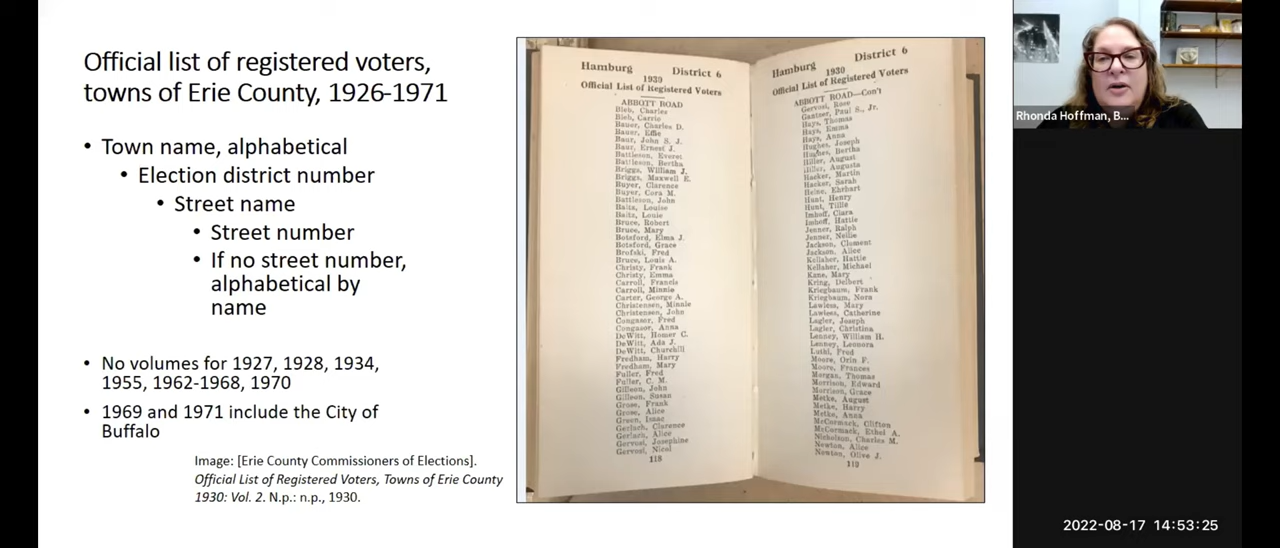 Official list of registered voters,
towns of Erie County, 1926-1971
• Town name, alphabetical
• Election district number
• Street name
• Street number
• If no street number,
alphabetical by
name
• No volumes for 1927, 1928, 1934,
1955, 1962-1968, 1970
• 1969 and 1971 include the City of
Buffalo
Image: [Erie County Commissioners of Elections].
Official List of Registered Voters, Towns of Erie County
1930: Vol. 2. N.p.: n.p., 1930.
Hamburg District 6
1930
Official List of Registered Voters
ABBOTT ROAD
Bieb, Charles
Bieb, Carrie
Bauer, Charles D.
Bauer, Effie
Baur, John S. J.
Baur, Ernest J.
Battleson, Everet
Battleson, Bertha
Briggs, William J.
Briggs, Maxwell E.
Buyer, Clarence
Buyer, Cora M.
Battleson, John
Baitz, Louise
Baitz, Louie
Bruce, Robert
Bruce, Mary
Botsford, Elma J.
Botsford, Grace
Brofski, Fred
Bruce, Louis A.
Christy, Frank
Christy, Emma
Carroll, Francis
Carroll, Minnie
Carter, George A.
Christensen, Minnie
Christensen, John
Congasor, Fred
Congasor, Anna
DeWitt, Homer C.
DeWitt, Ada J.
DeWitt, Churchill
Fredham, Harry
Fredham, Mary
Fuller, Fred
Fuller, C. M.
Gilleon, John
Gilleon, Susan
Grose, Frank
Grose, Alice
Green, Isaac
Gerlach, Clarence
Gerlach, Alice
Gervosi, Josephine
Gervosi, Nicol
118
Hamburg District 6
1930
Official List of Registered Voters
ABBOTT ROAD—Con't
Gervosi, Rose
Gantzer, Paul S., Jr.
Hays, Thomas
Hays, Emma
Hays, Anna
Hughes, Joseph
Hughes, Bertha
Hiller, August
Hiller, Augusta
Hacker, Martin
Hacker, Sarah
Heine, Ehrhart
Hunt, Henry
Hunt, Tillie
Imhoff, Clara
Imhoff, Hattie
Jenner, Ralph
Jenner, Nellie
Jackson, Clement
Jackson, Alice
Kellaher, Hattie
Kellaher, Michael
Kane, Mary
Kring, Delbert
Kriegbaum, Frank
Kriegbaum, Nora
Lawless, Mary
Lawless, Catherine
Lagler, Joseph
Lagler, Christina
Lenney, William H.
Lenney, Leonora
Lutki, Fred
Moore, Orin F.
Moore, Frances
Morgan, Thomas
Morrison, Edward
Morrison, Grace
Metke, August
Metke, Harry
Metke, Anna
McCormack, Clifton
McCormack, Ethel A.
Nicholson, Charles M.
Newton, Alice
Newton, Olive J.
119
Rhonda Hoffman, B...
2022-08-17 14:53:25